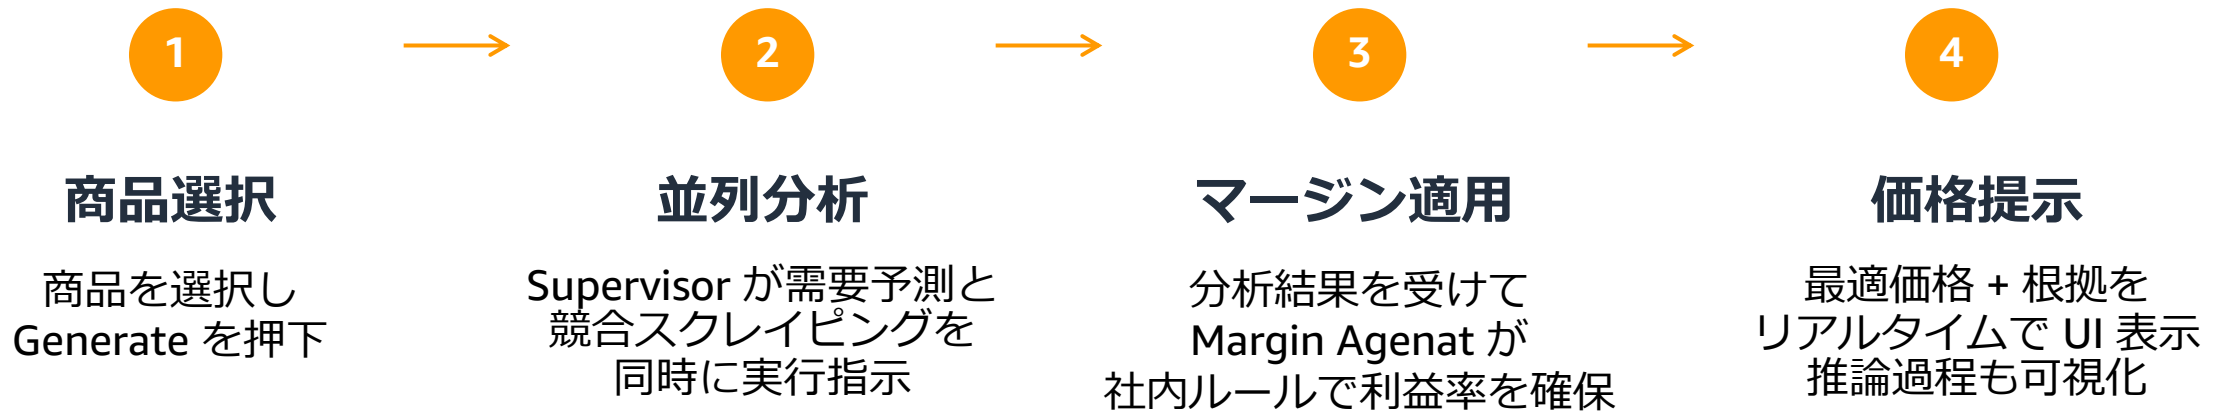 1
商品選択
商品を選択し
Generate を押下
2
並列分析
Supervisor が需要予測と
競合スクレイピングを
同時に実行指示
3
マージン適用
分析結果を受けて
Margin Agenat が
社内ルールで利益率を確保
4
価格提示
最適価格 + 根拠を
リアルタイムで UI 表示
推論過程も可視化